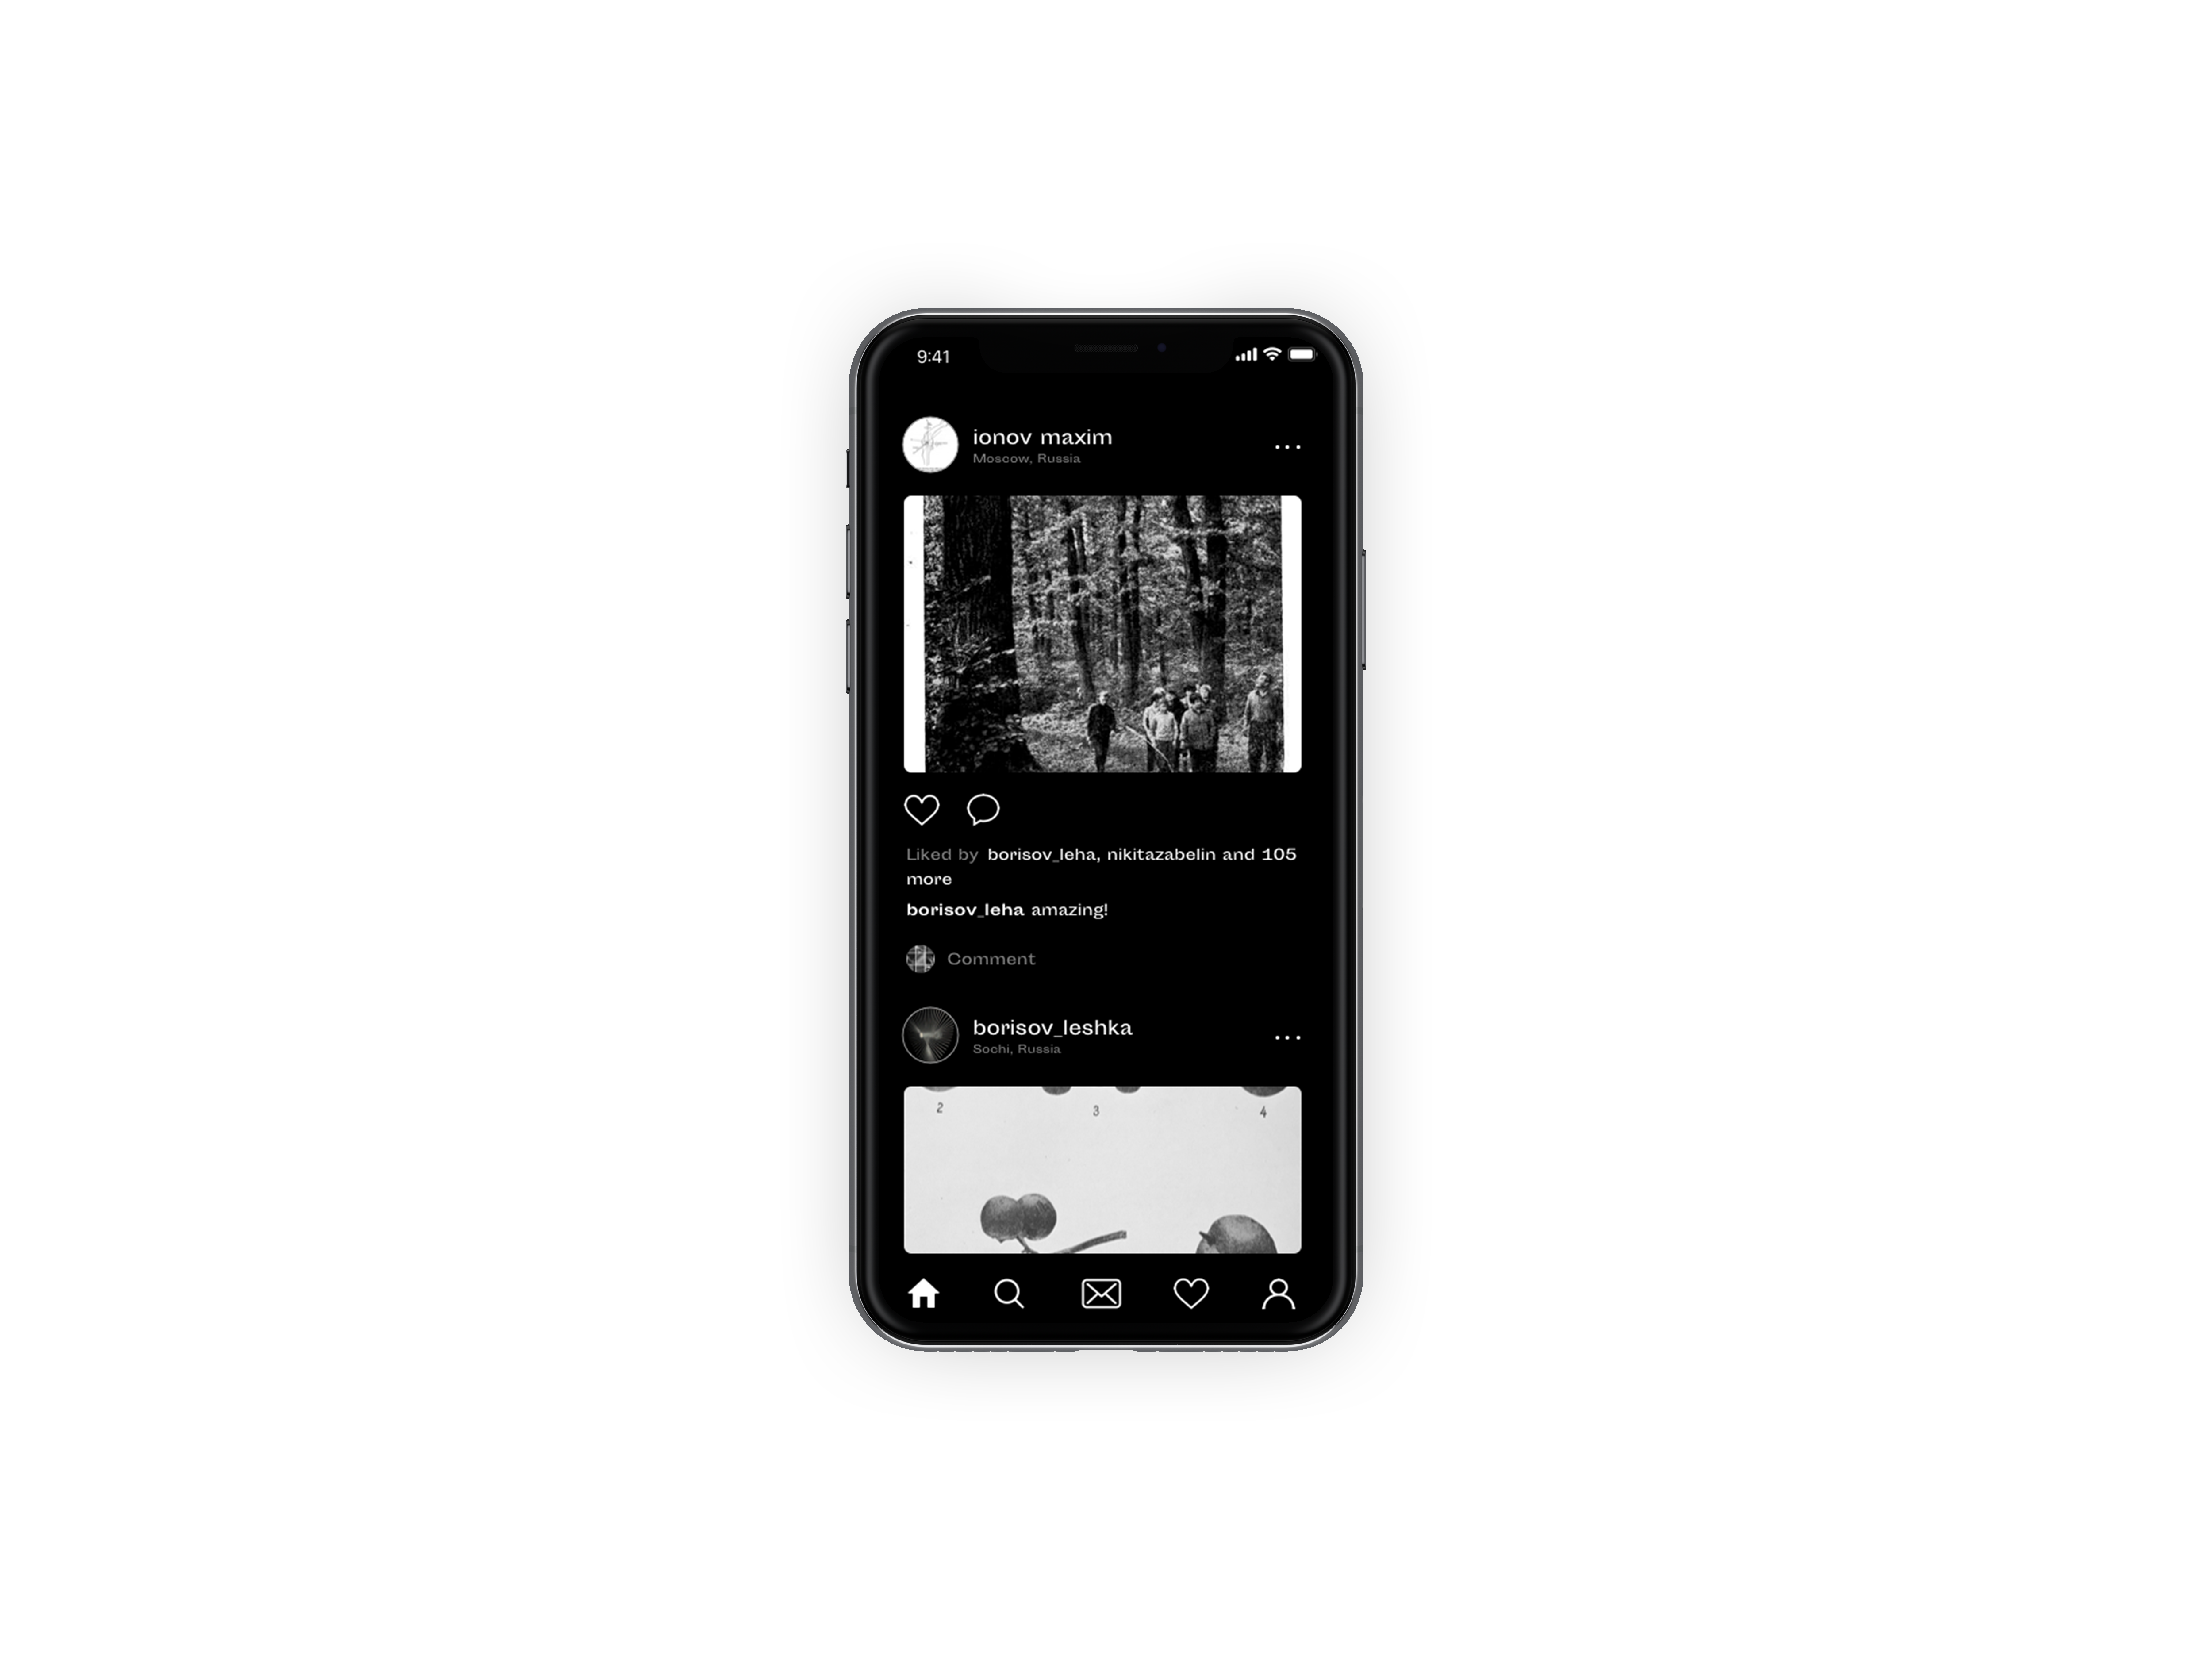 9:41
ionov maxim
Moscow, Russia
Liked by borisov_leha, nikitazabelin and 105
more
borisov_leha amazing!
Comment
borisov_leshka
Sochi, Russia
2 3 4